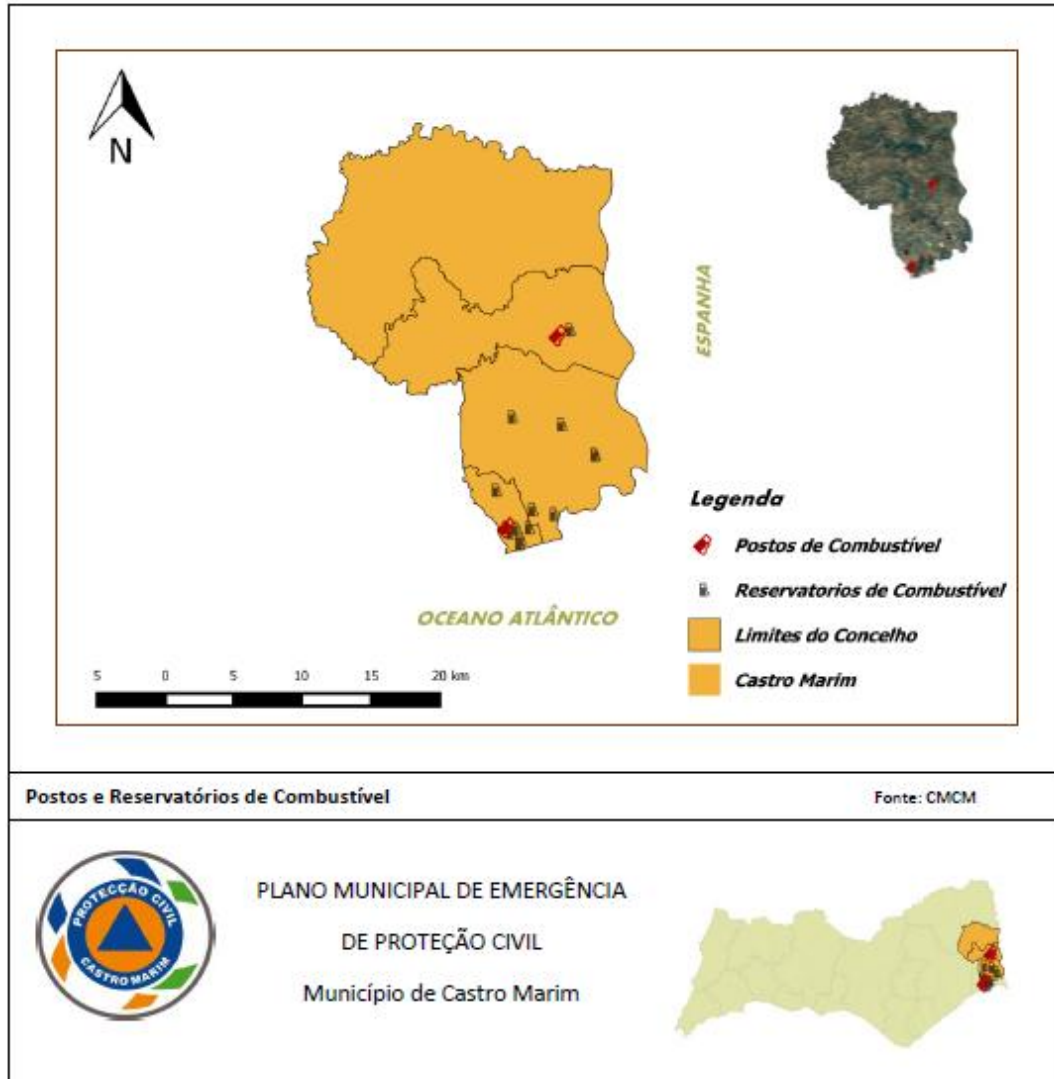 N
ESPANHA
OCEANO ATLÂNTICO
Legenda
Postos de Combustível
Reservatorios de Combustível
Limites do Concelho
Castro Marim
5 0 5 10 15 20 km
Postos e Reservatórios de Combustível
Fonte: CMCM
PROTECÇÃO CIVIL
CASTRO MARIM
PLANO MUNICIPAL DE EMERGÊNCIA
DE PROTEÇÃO CIVIL
Município de Castro Marim